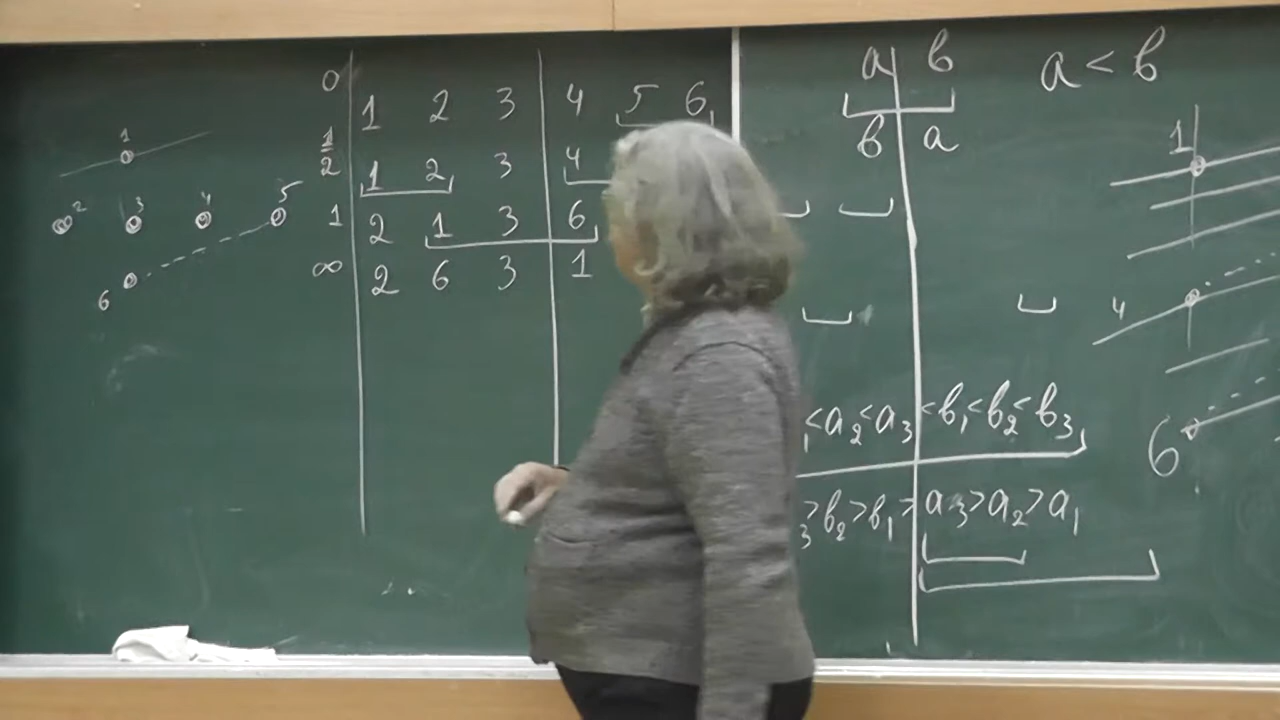 0 1 2 3 4 5 6
1/2 1 2 3 4
1 2 1 3 6
∞ 2 6 3 1
1
2 3 4 5
6
a b
b a
a < b
<a₂<a₃<b₁<b₂<b₃
>b₂>b₁>a₃>a₂>a₁
1
4
6